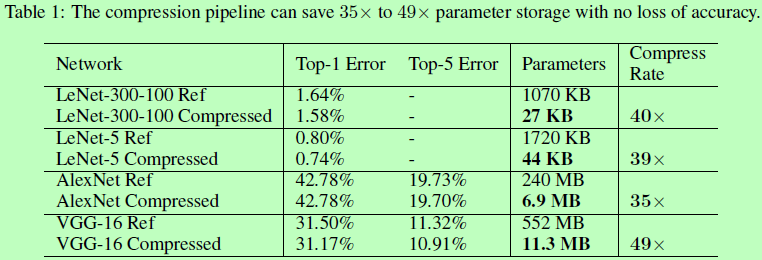 Table 1: The compression pipeline can save 35× to 49× parameter storage with no loss of accuracy.
Network Top-1 Error Top-5 Error Parameters Compress Rate
LeNet-300-100 Ref 1.64% - 1070 KB
LeNet-300-100 Compressed 1.58% - 27 KB 40×
LeNet-5 Ref 0.80% - 1720 KB
LeNet-5 Compressed 0.74% - 44 KB 39×
AlexNet Ref 42.78% 19.73% 240 MB
AlexNet Compressed 42.78% 19.70% 6.9 MB 35×
VGG-16 Ref 31.50% 11.32% 552 MB
VGG-16 Compressed 31.17% 10.91% 11.3 MB 49×